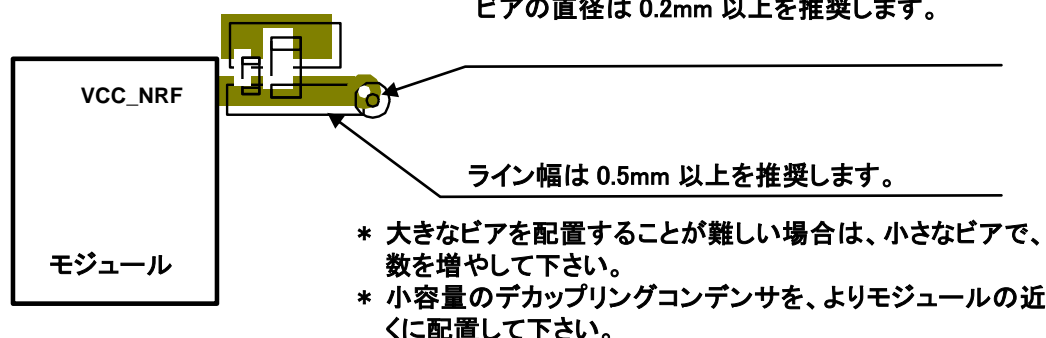 ビアの直径は 0.2mm 以上を推奨します。
VCC_NRF
ライン幅は 0.5mm 以上を推奨します。
モジュール
* 大きなビアを配置することが難しい場合は、小さなビアで、
数を増やして下さい。
* 小容量のデカップリングコンデンサを、よりモジュールの近
くに配置して下さい。